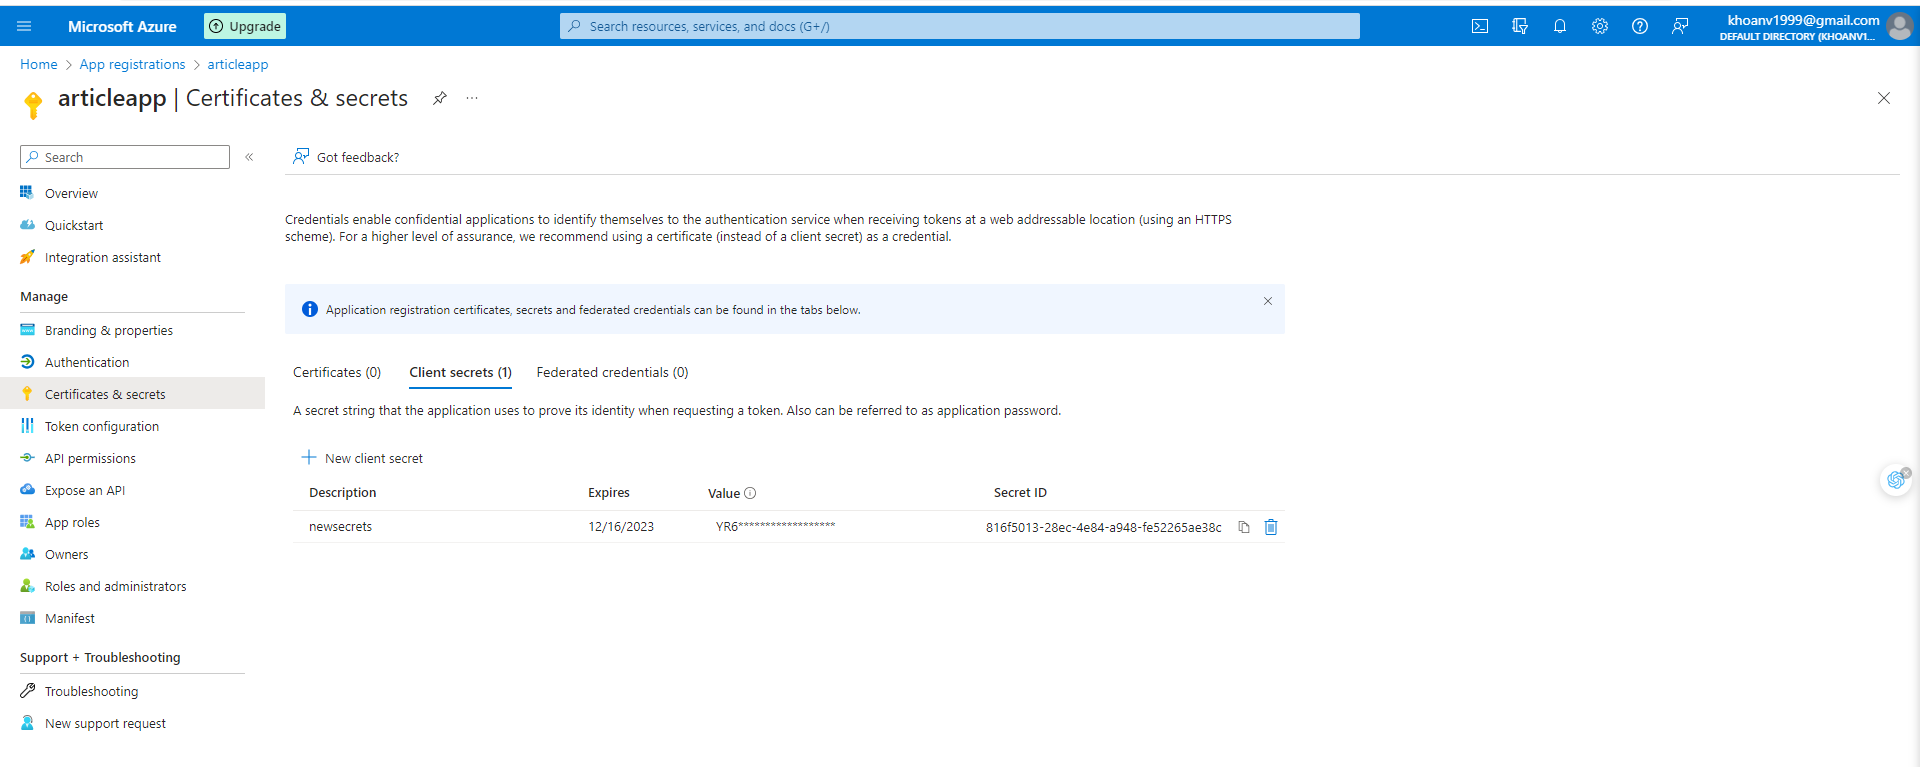 Microsoft Azure
Upgrade
Search resources, services, and docs (G+/)
khoanv1999@gmail.com
DEFAULT DIRECTORY (KHOANV1...
Home > App registrations > articleapp
articleapp | Certificates & secrets
...
Search
«
Got feedback?
Overview
Quickstart
Integration assistant
Manage
Branding & properties
Authentication
Certificates & secrets
Token configuration
API permissions
Expose an API
App roles
Owners
Roles and administrators
Manifest
Support + Troubleshooting
Troubleshooting
New support request
Credentials enable confidential applications to identify themselves to the authentication service when receiving tokens at a web addressable location (using an HTTPS
scheme). For a higher level of assurance, we recommend using a certificate (instead of a client secret) as a credential.
Application registration certificates, secrets and federated credentials can be found in the tabs below.
Certificates (0) Client secrets (1) Federated credentials (0)
A secret string that the application uses to prove its identity when requesting a token. Also can be referred to as application password.
New client secret
Description Expires Value Secret ID
newsecrets 12/16/2023 YR6****************** 816f5013-28ec-4e84-a948-fe52265ae38c